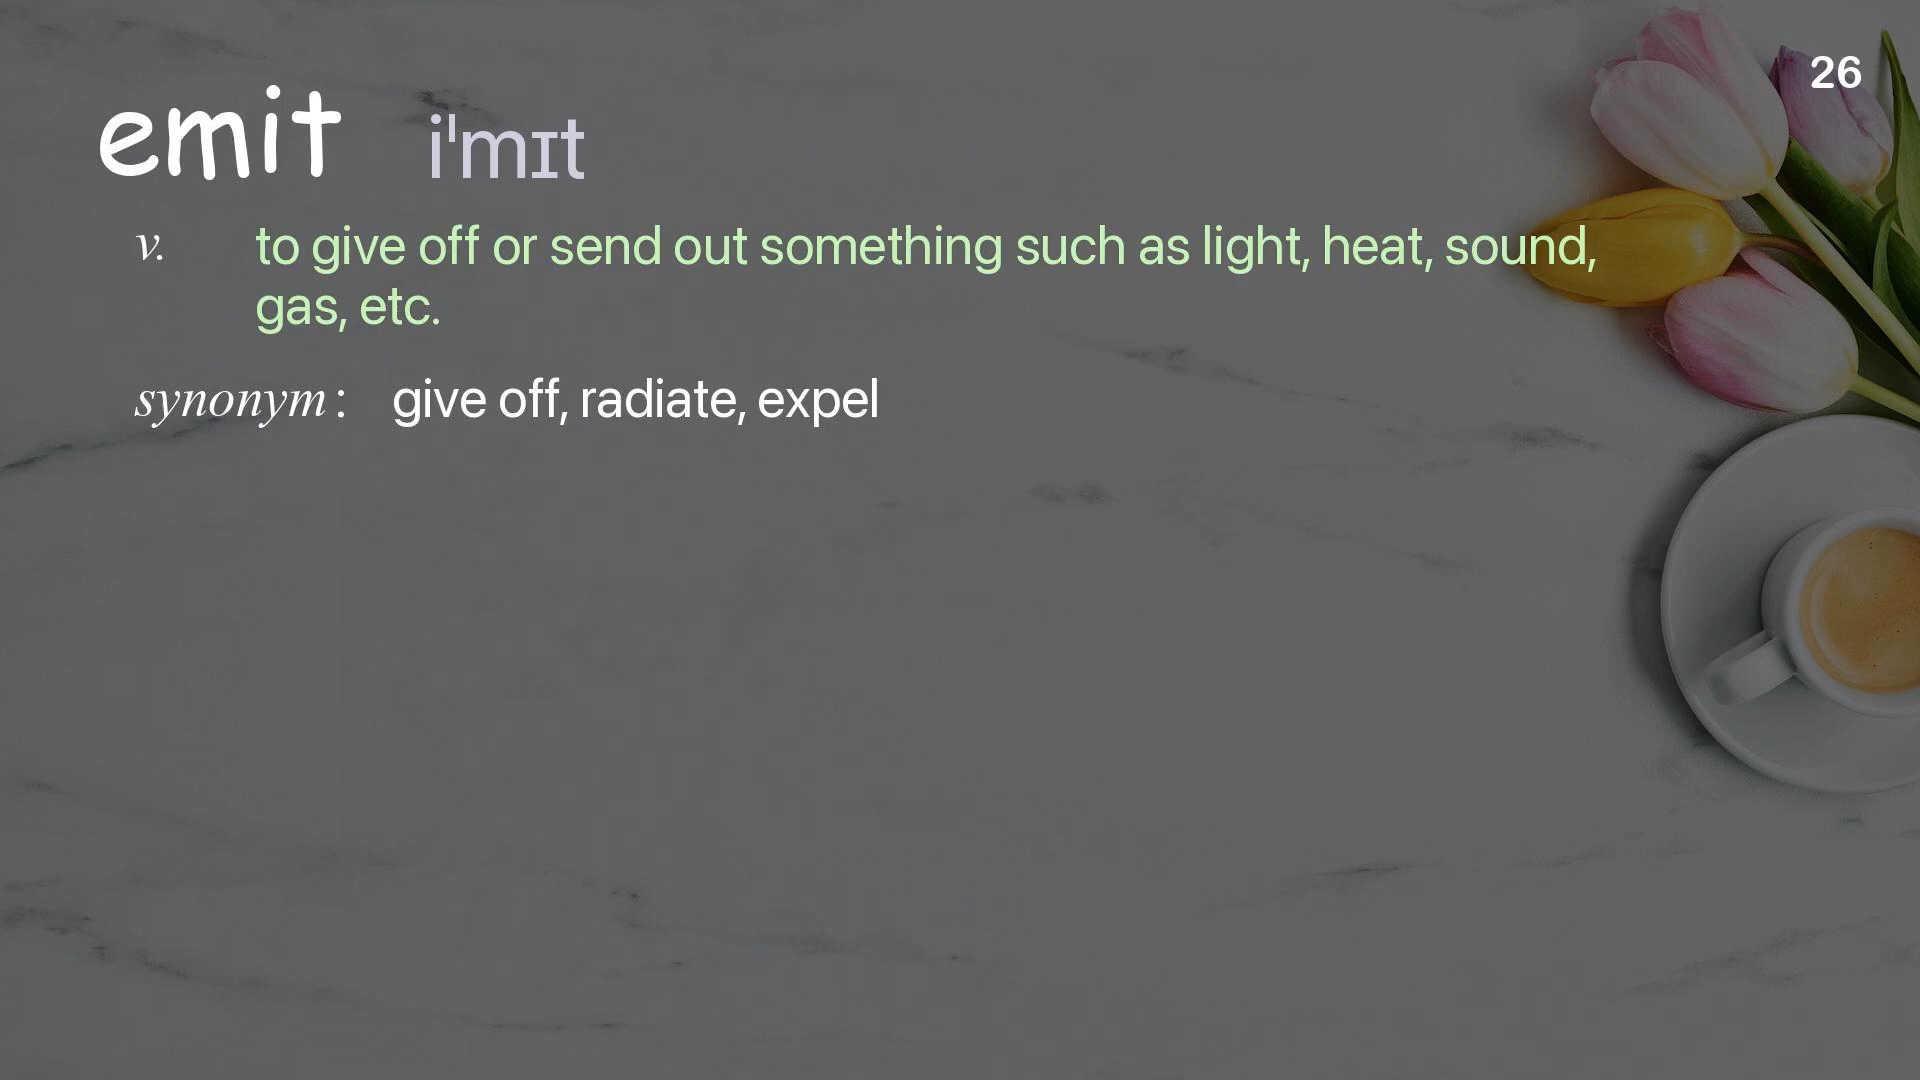 26
emit iˈmɪt
v. to give off or send out something such as light, heat, sound,
gas, etc.
synonym : give off, radiate, expel